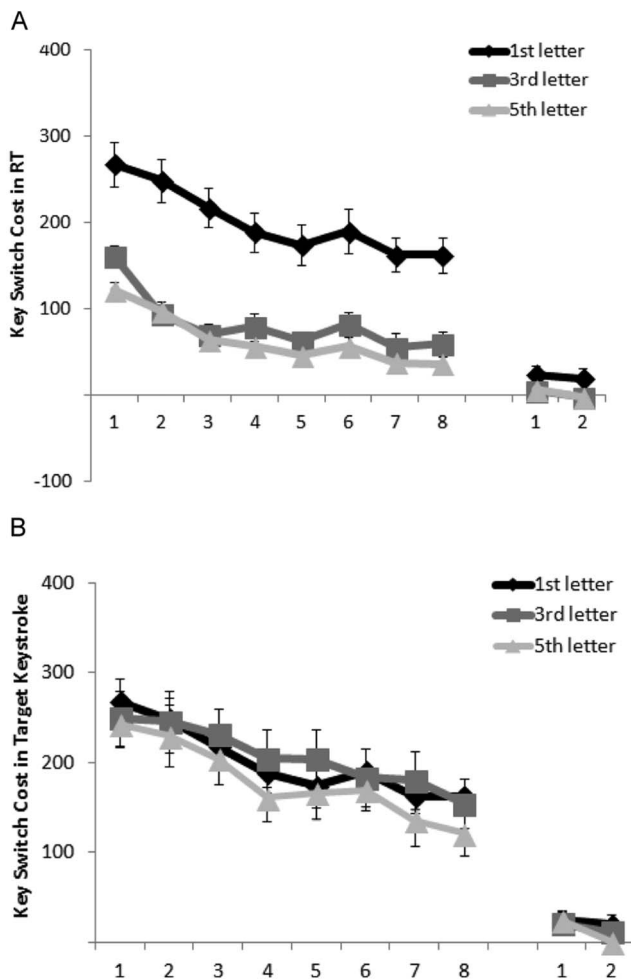 A
400
300
200
100
-100
Key Switch Cost in RT
1st letter
3rd letter
5th letter
1 2 3 4 5 6 7 8 1 2
B
400
300
200
100
Key Switch Cost in Target Keystroke
1st letter
3rd letter
5th letter
1 2 3 4 5 6 7 8 1 2